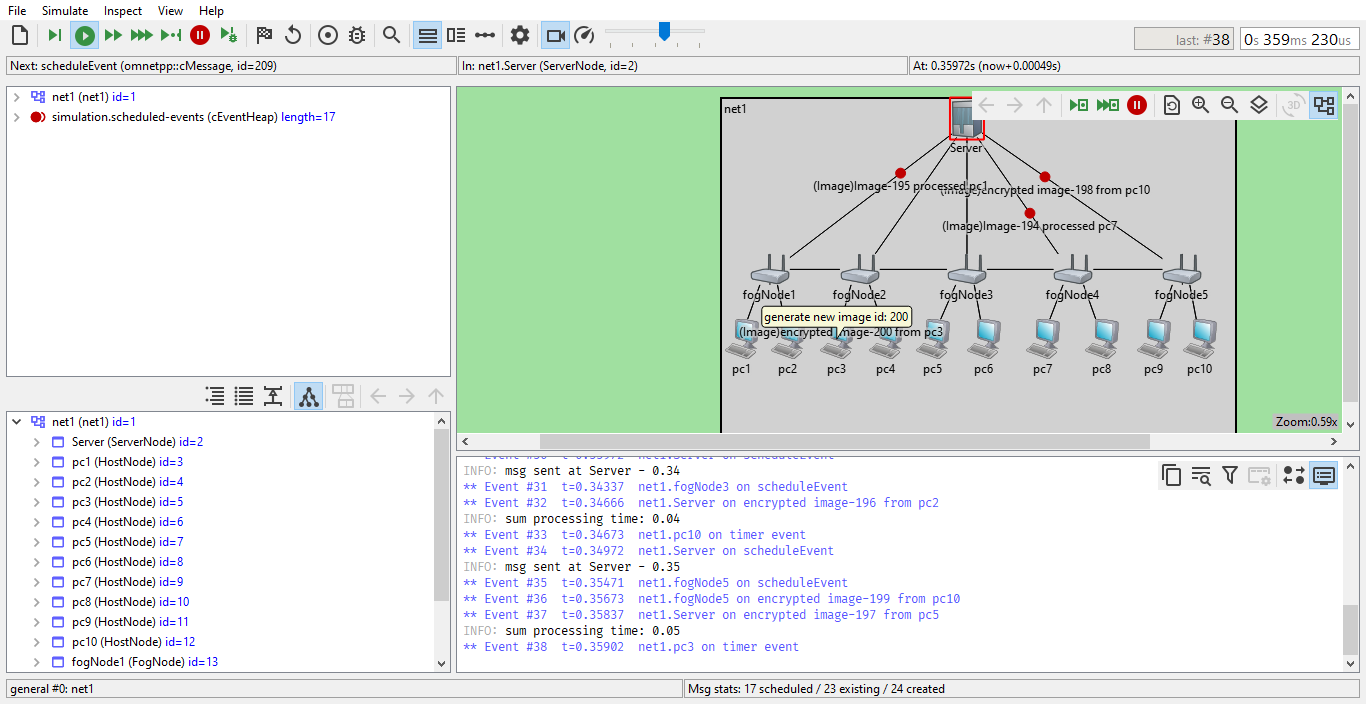 File Simulate Inspect View Help
last: #38 0s 359ms 230us
Next: scheduleEvent (omnetpp::cMessage, id=209) In: net1.Server (ServerNode, id=2) At: 0.35972s (now+0.00049s)
net1 (net1) id=1
simulation.scheduled-events (cEventHeap) length=17
net1
3D
Server
(Image)Image-195 processed pc1
(Image)encrypted image-198 from pc10
(Image)Image-194 processed pc7
fogNode1 fogNode2 fogNode3 fogNode4 fogNode5
generate new image id: 200
(Image)encrypted image-200 from pc3
pc1 pc2 pc3 pc4 pc5 pc6 pc7 pc8 pc9 pc10
Zoom:0.59x
net1 (net1) id=1
Server (ServerNode) id=2
pc1 (HostNode) id=3
pc2 (HostNode) id=4
pc3 (HostNode) id=5
pc4 (HostNode) id=6
pc5 (HostNode) id=7
pc6 (HostNode) id=8
pc7 (HostNode) id=9
pc8 (HostNode) id=10
pc9 (HostNode) id=11
pc10 (HostNode) id=12
fogNode1 (FogNode) id=13
INFO: msg sent at Server - 0.34
** Event #31 t=0.34337 net1.fogNode3 on scheduleEvent
** Event #32 t=0.34666 net1.Server on encrypted image-196 from pc2
INFO: sum processing time: 0.04
** Event #33 t=0.34673 net1.pc10 on timer event
** Event #34 t=0.34972 net1.Server on scheduleEvent
INFO: msg sent at Server - 0.35
** Event #35 t=0.35471 net1.fogNode5 on scheduleEvent
** Event #36 t=0.35673 net1.fogNode5 on encrypted image-199 from pc10
** Event #37 t=0.35837 net1.Server on encrypted image-197 from pc5
INFO: sum processing time: 0.05
** Event #38 t=0.35902 net1.pc3 on timer event
general #0: net1 Msg stats: 17 scheduled / 23 existing / 24 created